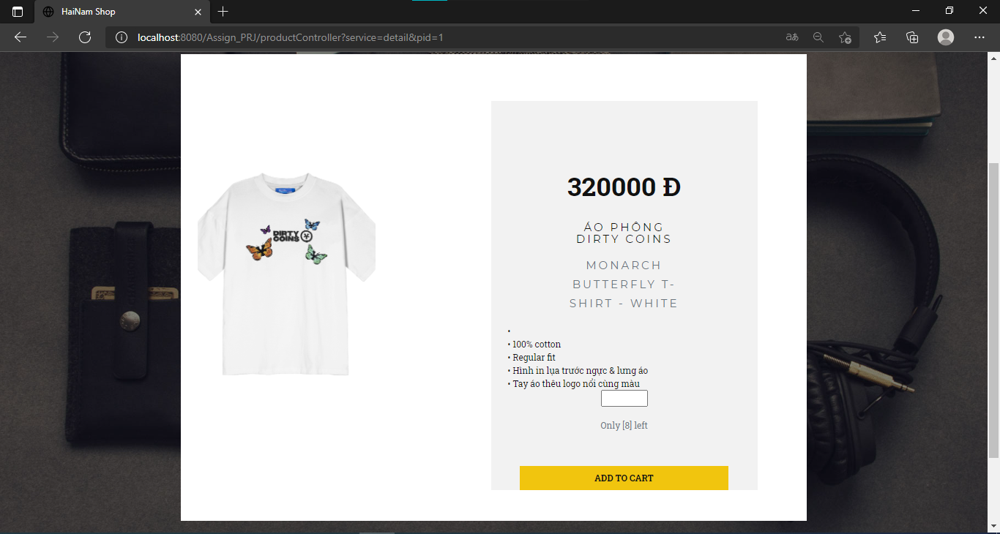 HaiNam Shop
localhost:8080/Assign_PRJ/productController?service=detail&pid=1
aあ
320000 Đ
ÁO PHÔNG
DIRTY COINS
MONARCH
BUTTERFLY T-
SHIRT - WHITE
•
• 100% cotton
• Regular fit
• Hình in lụa trước ngực & lưng áo
• Tay áo thêu logo nổi cùng màu
Only [8] left
ADD TO CART
DIRTY
COINS